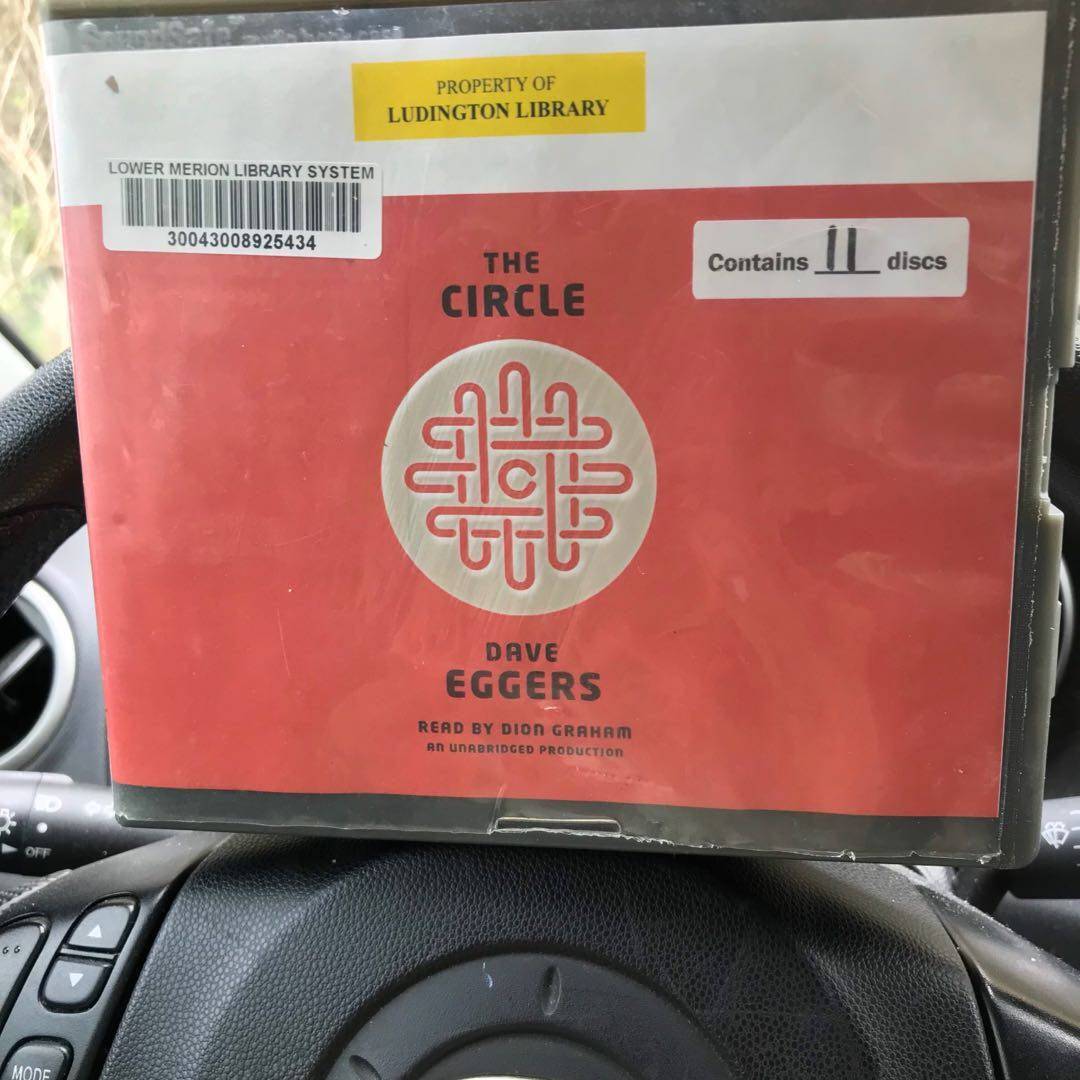 PROPERTY OF
LUDINGTON LIBRARY
LOWER MERION LIBRARY SYSTEM
30043008925434
Contains 11 discs
THE
CIRCLE
C
DAVE
EGGERS
READ BY DION GRAHAM
AN UNABRIDGED PRODUCTION
OFF
MODE